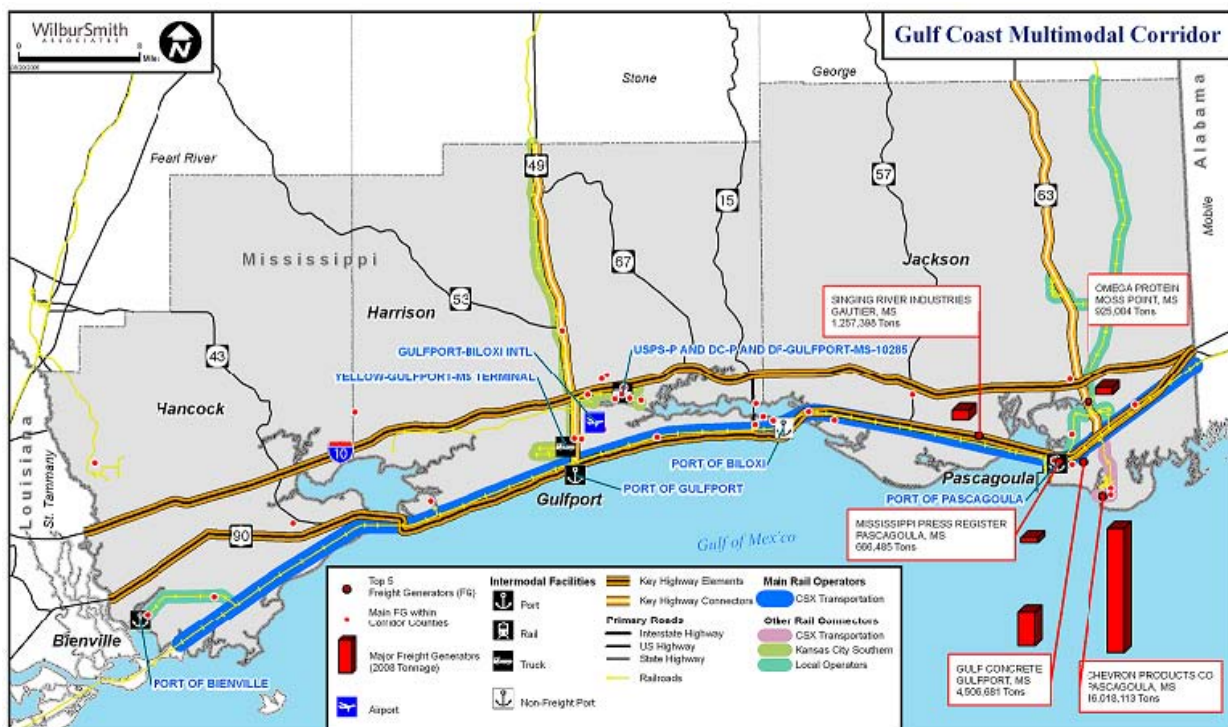 WilburSmith
ASSOCIATES
0 8
Miles
N
Gulf Coast Multimodal Corridor
Stone
George
Alabama
Mobile
Pearl River
49
57
63
15
67
Mississippi
Harrison
53
Jackson
43
Hancock
SINGING RIVER INDUSTRIES
GAUTIER, MS
1,257,398 Tons
OMEGA PROTEIN
MOSS POINT, MS
925,004 Tons
GULFPORT-BILOXI INTL
USPS-P AND DC-P AND DF-GULFPORT-MS-10285
YELLOW-GULFPORT-MS TERMINAL
Louisiana
St. Tammany
10
90
PORT OF BILOXI
Gulfport
PORT OF GULFPORT
Pascagoula
PORT OF PASCAGOULA
Gulf of Mexico
MISSISSIPPI PRESS REGISTER
PASCAGOULA, MS
666,485 Tons
Bienville
PORT OF BIENVILLE
GULF CONCRETE
GULFPORT, MS
4,506,681 Tons
CHEVRON PRODUCTS CO
PASCAGOULA, MS
16,018,113 Tons
Top 5
Freight Generators (FG)
Main FG within
Corridor Counties
Major Freight Generators
(2008 Tonnage)
Airport
Intermodal Facilities
Port
Rail
Truck
Non-Freight Port
Key Highway Elements
Key Highway Connectors
Primary Roads
Interstate Highway
US Highway
State Highway
Railroads
Main Rail Operators
CSX Transportation
Other Rail Connectors
CSX Transportation
Kansas City Southern
Local Operators